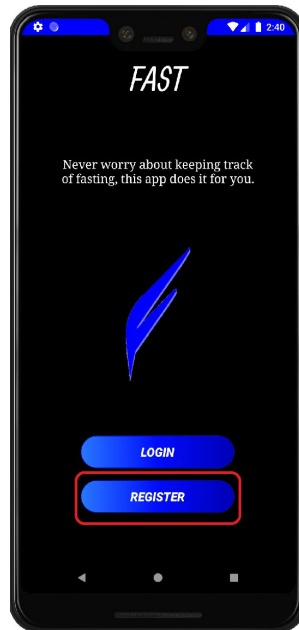 2:40
FAST
Never worry about keeping track
of fasting, this app does it for you.
LOGIN
REGISTER